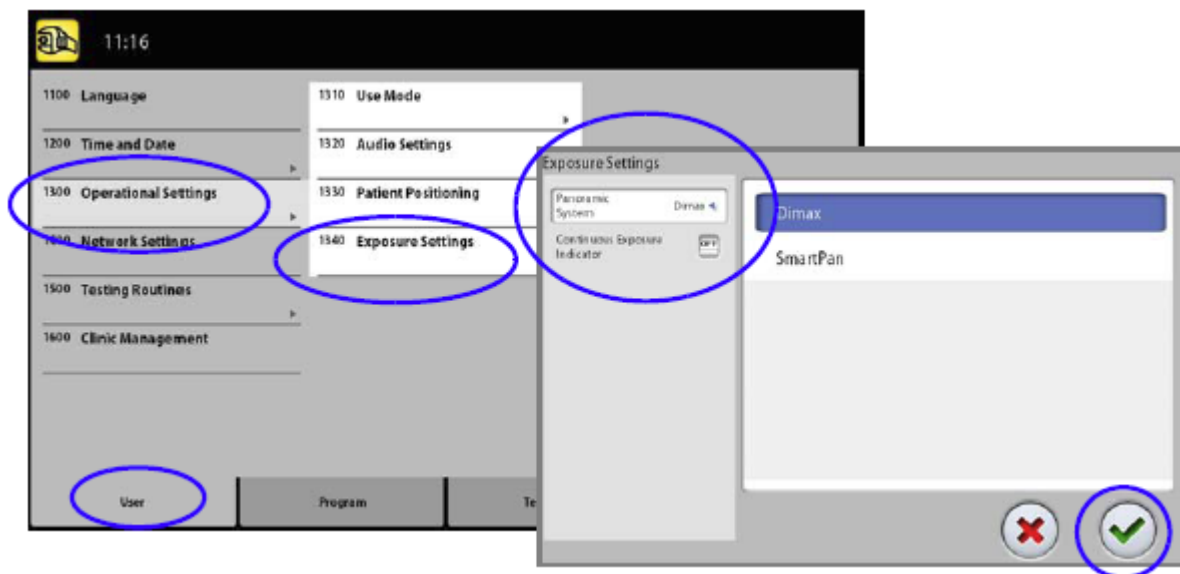 11:16
1100 Language
1200 Time and Date
1300 Operational Settings
Network Settings
1500 Testing Routines
1600 Clinic Management
1310 Use Mode
1320 Audio Settings
1330 Patient Positioning
1340 Exposure Settings
User
Program
Te
Exposure Settings
Panoramic
System
Dimax
Continuous Exposure
Indicator
OFF
Dimax
SmartPan